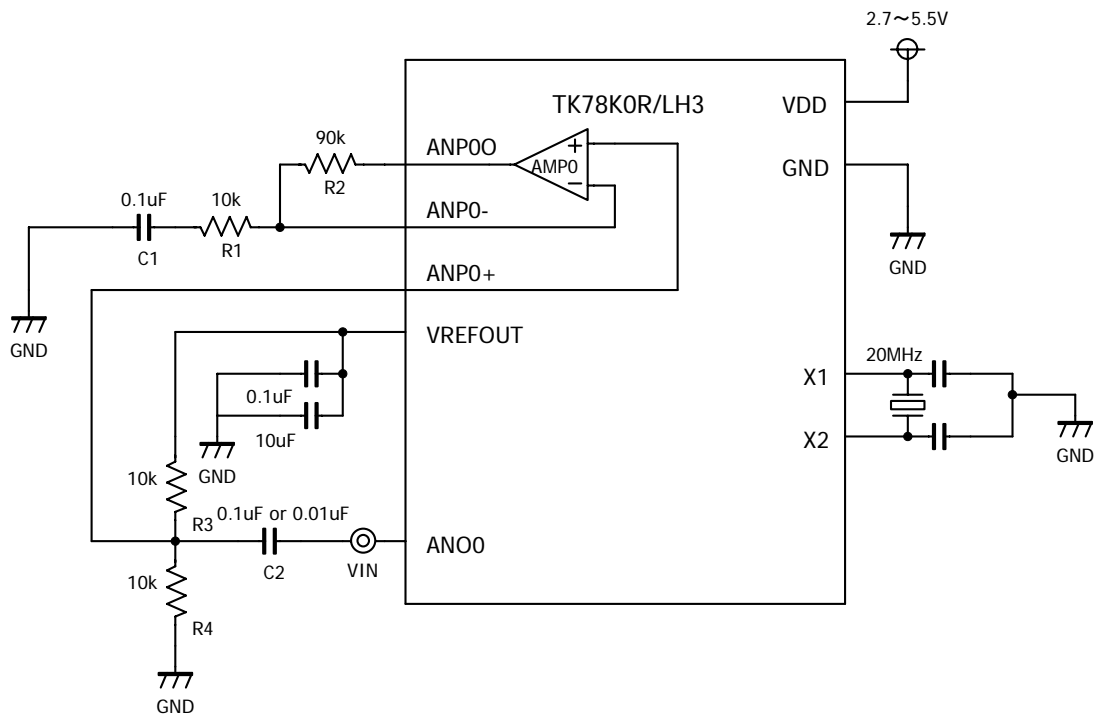 2.7～5.5V
TK78K0R/LH3
VDD
90k
ANP0O
AMP0
R2
GND
0.1uF
10k
ANP0-
C1
R1
GND
ANP0+
GND
VREFOUT
20MHz
X1
0.1uF
10uF
X2
GND
GND
10k
R3
0.1uF or 0.01uF
ANO0
C2
VIN
10k
R4
GND